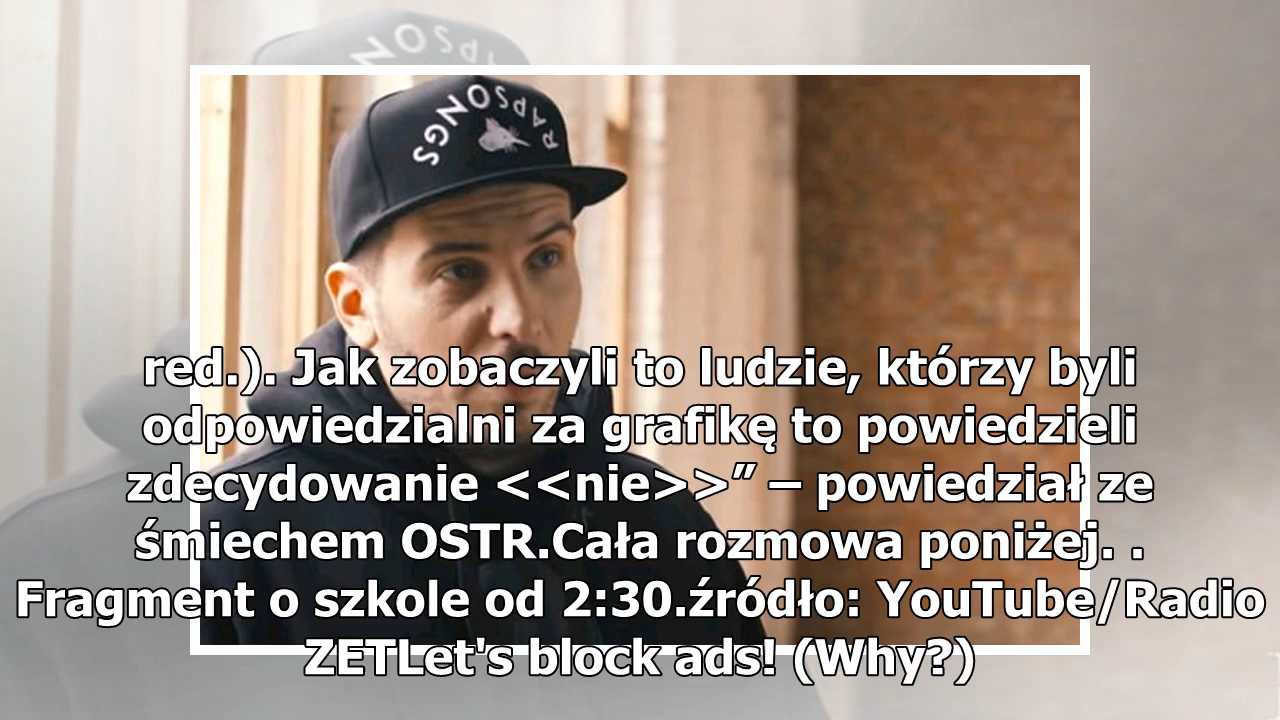 RAPSONGS
red.). Jak zobaczyli to ludzie, którzy byli
odpowiedzialni za grafikę to powiedzieli
zdecydowanie <<nie>>” – powiedział ze
śmiechem OSTR.Cała rozmowa poniżej. .
Fragment o szkole od 2:30.źródło: YouTube/Radio
ZETLet's block ads! (Why?)